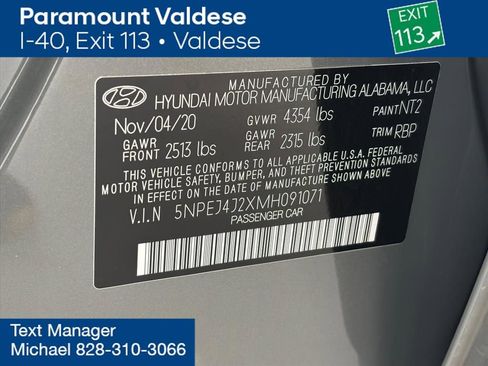 Paramount Valdese
I-40, Exit 113 • Valdese
EXIT
113
MANUFACTURED BY
HYUNDAI MOTOR MANUFACTURING ALABAMA, LLC
Nov/04/20 GVWR 4354 lbs PAINT NT2
GAWR FRONT 2513 lbs GAWR REAR 2315 lbs TRIM RBP
THIS VEHICLE CONFORMS TO ALL APPLICABLE U.S.A. FEDERAL
MOTOR VEHICLE SAFETY, BUMPER, AND THEFT PREVENTION STANDARDS
IN EFFECT ON THE DATE OF MANUFACTURE SHOWN ABOVE.
V.I.N 5NPEJ4J2XMH091071
PASSENGER CAR
Text Manager
Michael 828-310-3066